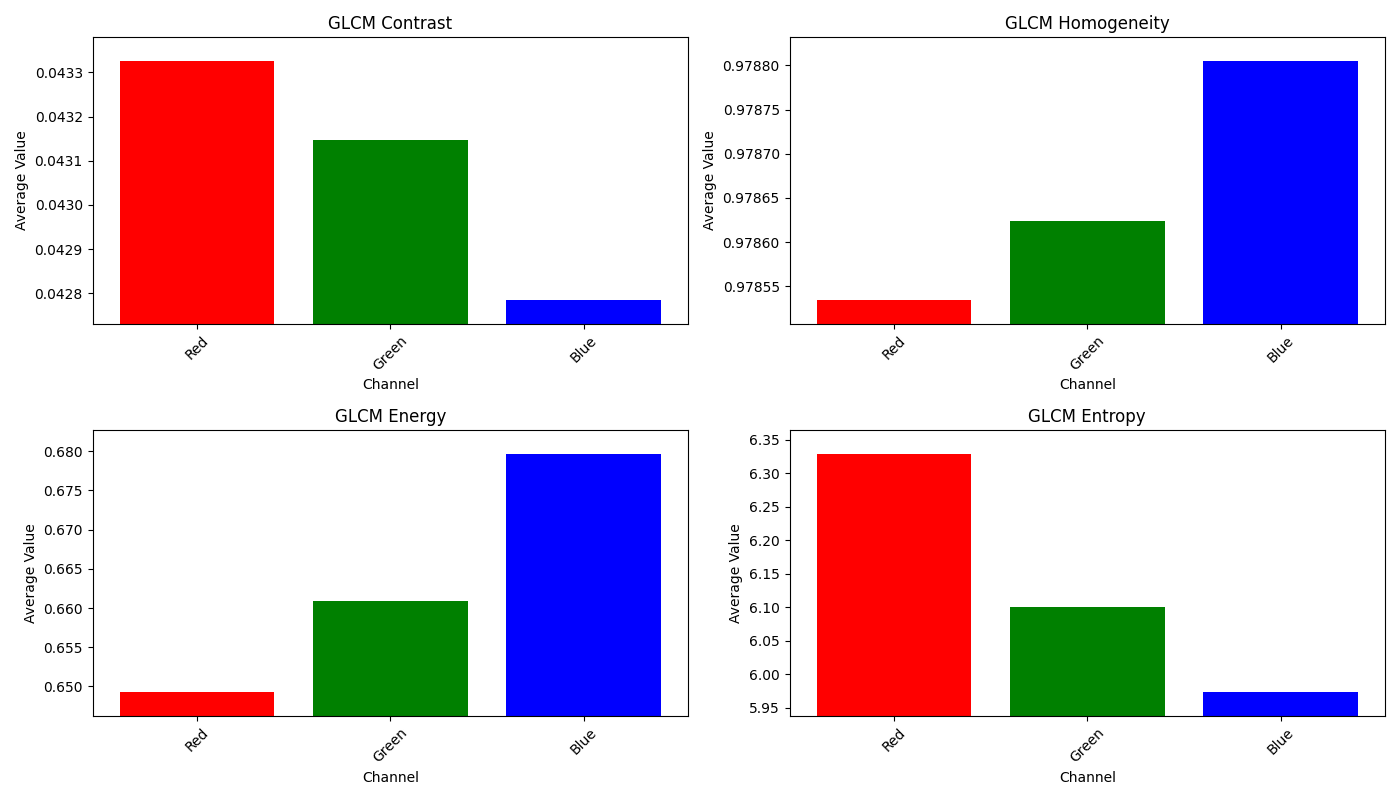 GLCM Contrast
Average Value
0.0433
0.0432
0.0431
0.0430
0.0429
0.0428
Red
Green
Blue
Channel
GLCM Homogeneity
Average Value
0.97880
0.97875
0.97870
0.97865
0.97860
0.97855
Red
Green
Blue
Channel
GLCM Energy
Average Value
0.680
0.675
0.670
0.665
0.660
0.655
0.650
Red
Green
Blue
Channel
GLCM Entropy
Average Value
6.35
6.30
6.25
6.20
6.15
6.10
6.05
6.00
5.95
Red
Green
Blue
Channel